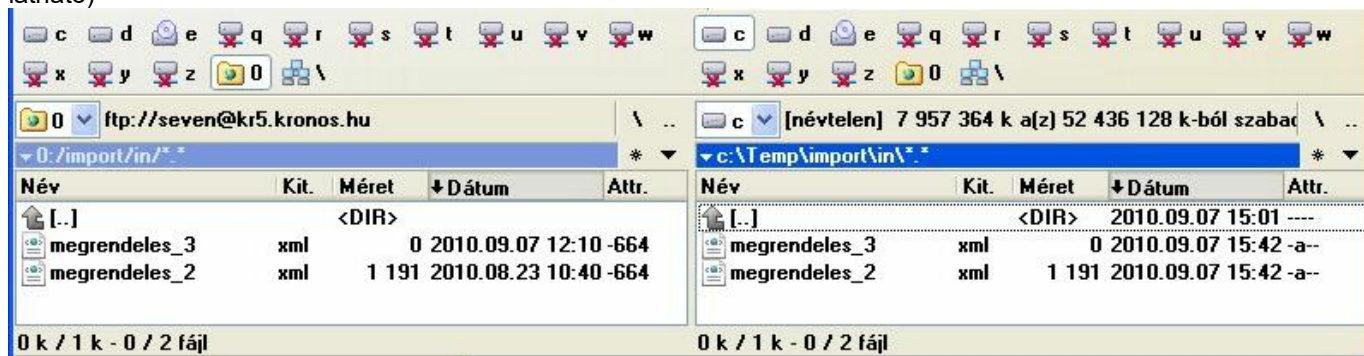 látható)
c d e q r s t u v w
x y z 0 \
0 ftp://seven@kr5.kronos.hu \ ..
0:/import/in/*.* * ▼
Név Kit. Méret Dátum Attr.
[..] <DIR>
megrendeles_3 xml 0 2010.09.07 12:10 -664
megrendeles_2 xml 1 191 2010.08.23 10:40 -664
0 k / 1 k - 0 / 2 fájl
c d e q r s t u v w
x y z 0 \
c [névtelen] 7 957 364 k a(z) 52 436 128 k-ból szabad \ ..
c:\Temp\import\in\*.* * ▼
Név Kit. Méret Dátum Attr.
[..] <DIR> 2010.09.07 15:01 ----
megrendeles_3 xml 0 2010.09.07 15:42 -a--
megrendeles_2 xml 1 191 2010.09.07 15:42 -a--
0 k / 1 k - 0 / 2 fájl